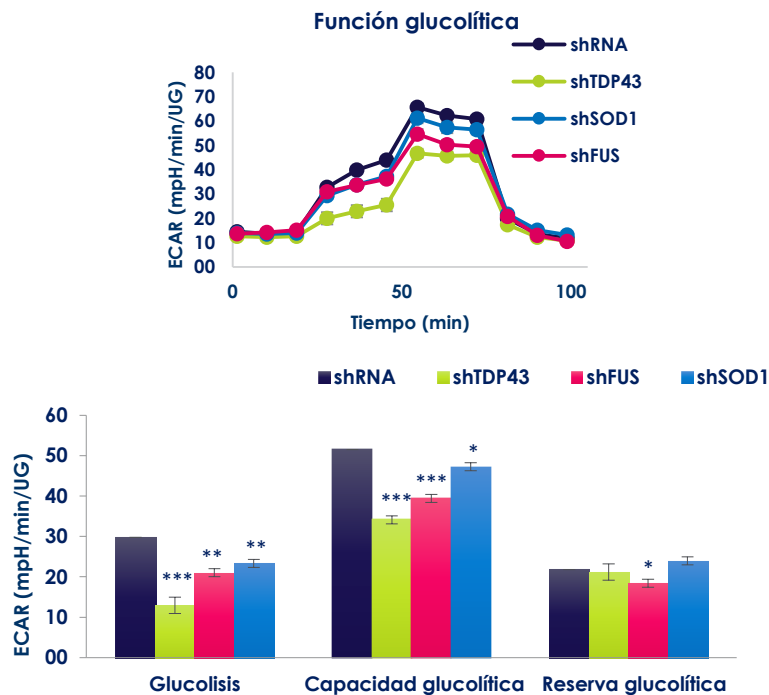 Función glucolítica
shRNA
shTDP43
shSOD1
shFUS
ECAR (mpH/min/UG)
80
70
60
50
40
30
20
10
00
0 50 100
Tiempo (min)
shRNA shTDP43 shFUS shSOD1
ECAR (mpH/min/UG)
60
50
40
30
20
10
00
*** ** **
*** *** *
*
Glucolisis Capacidad glucolítica Reserva glucolítica